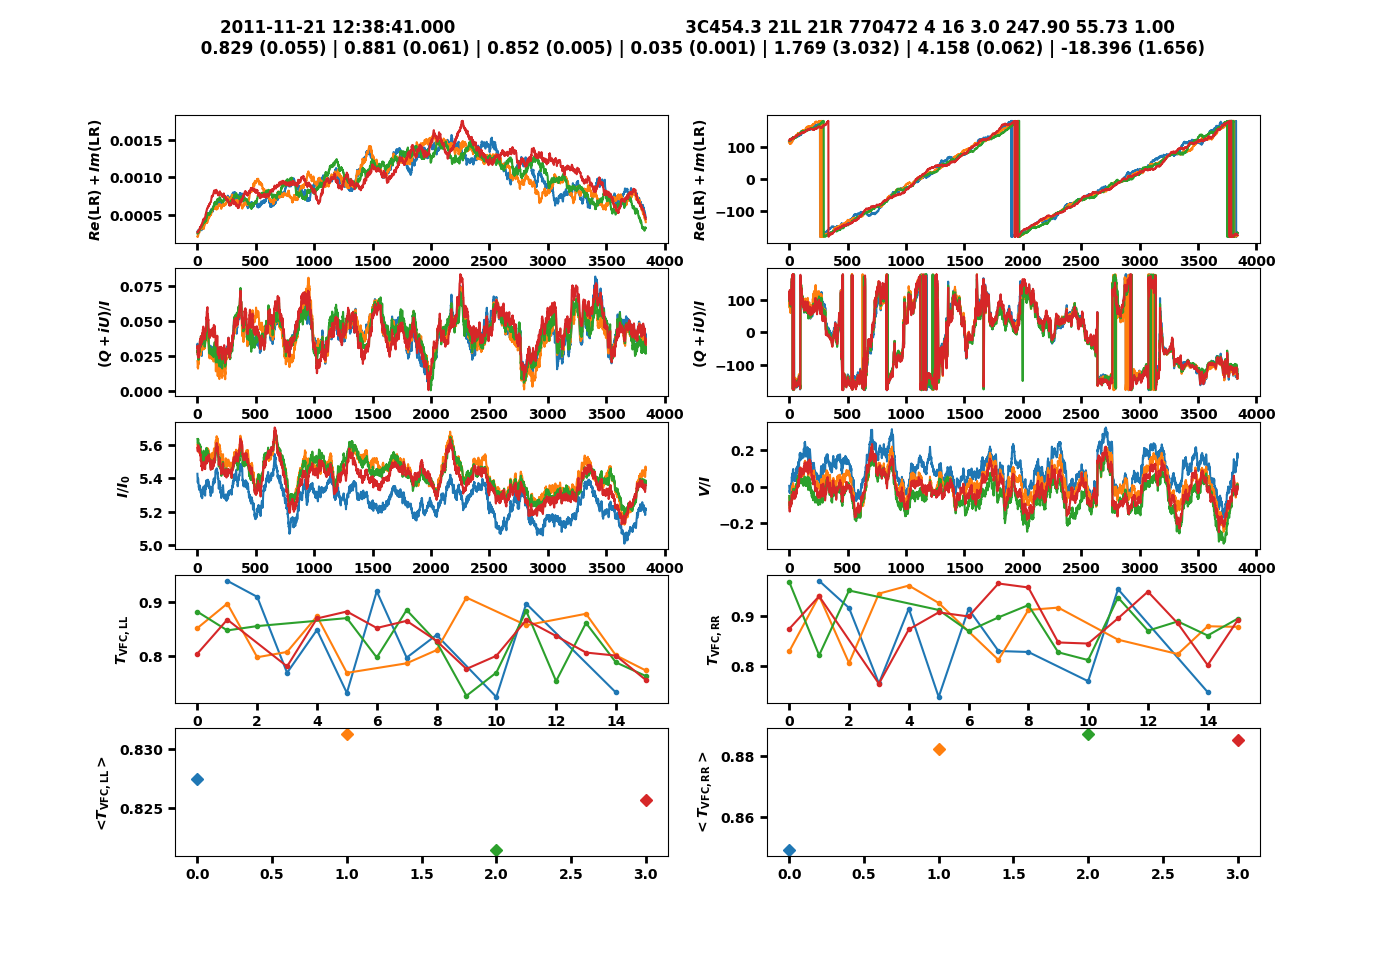 2011-11-21 12:38:41.000 3C454.3 21L 21R 770472 4 16 3.0 247.90 55.73 1.00
0.829 (0.055) | 0.881 (0.061) | 0.852 (0.005) | 0.035 (0.001) | 1.769 (3.032) | 4.158 (0.062) | -18.396 (1.656)
Re(LR) + Im(LR)
0.0015
0.0010
0.0005
0 500 1000 1500 2000 2500 3000 3500 4000
Re(LR) + Im(LR)
100
0
−100
0 500 1000 1500 2000 2500 3000 3500 4000
(Q + iU)/I
0.075
0.050
0.025
0.000
0 500 1000 1500 2000 2500 3000 3500 4000
(Q + iU)/I
100
0
−100
0 500 1000 1500 2000 2500 3000 3500 4000
I/I0
5.6
5.4
5.2
5.0
0 500 1000 1500 2000 2500 3000 3500 4000
V/I
0.2
0.0
−0.2
0 500 1000 1500 2000 2500 3000 3500 4000
TVFC, LL
0.9
0.8
0 2 4 6 8 10 12 14
TVFC, RR
0.9
0.8
0 2 4 6 8 10 12 14
<TVFC, LL >
0.830
0.825
0.0 0.5 1.0 1.5 2.0 2.5 3.0
< TVFC, RR >
0.88
0.86
0.0 0.5 1.0 1.5 2.0 2.5 3.0